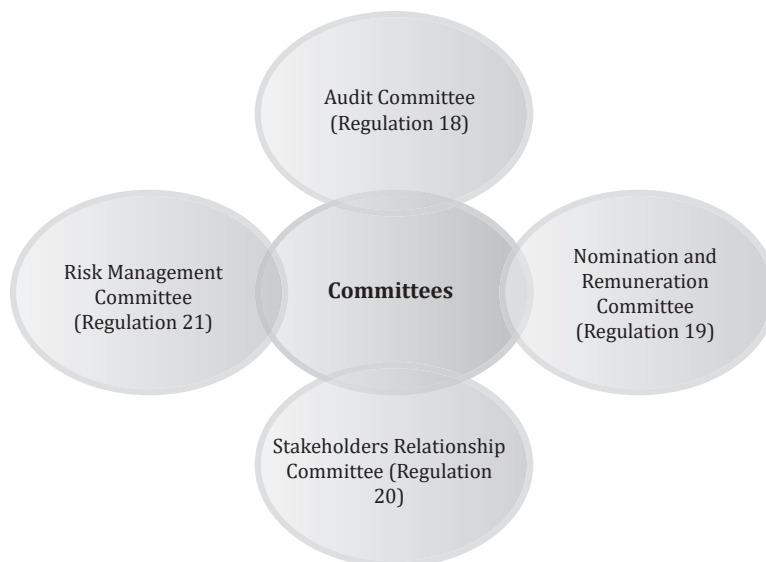 Audit Committee
(Regulation 18)
Risk Management
Committee
(Regulation 21)
Committees
Nomination and
Remuneration
Committee
(Regulation 19)
Stakeholders Relationship
Committee (Regulation
20)